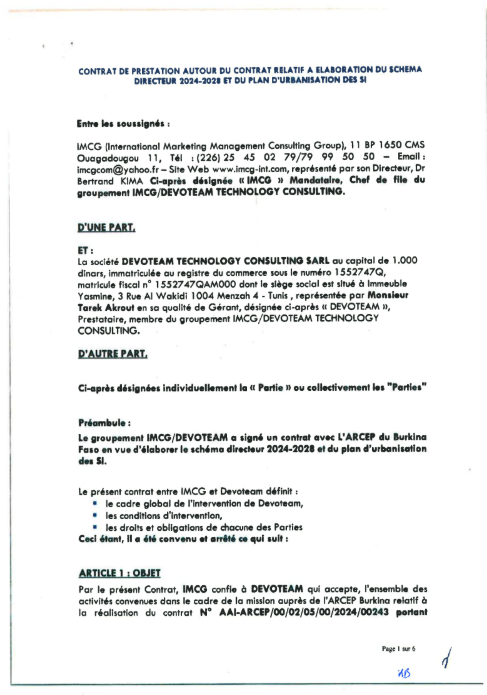 CONTRAT DE PRESTATION AUTOUR DU CONTRAT RELATIF A ELABORATION DU SCHEMA
DIRECTEUR 2024-2028 ET DU PLAN D'URBANISATION DES SI
Entre les soussignés :
IMCG (International Marketing Management Consulting Group), 11 BP 1650 CMS
Ouagadougou 11, Tél : (226) 25 45 02 79/79 99 50 50 – Email :
imcgcom@yahoo.fr – Site Web www.imcg-int.com, représenté par son Directeur, Dr
Bertrand KIMA Ci-après désignée « IMCG » Mandataire, Chef de file du
groupement IMCG/DEVOTEAM TECHNOLOGY CONSULTING.
D'UNE PART.
ET :
La société DEVOTEAM TECHNOLOGY CONSULTING SARL au capital de 1.000
dinars, immatriculée au registre du commerce sous le numéro 1552747Q,
matricule fiscal n° 1552747QAM000 dont le siège social est situé à Immeuble
Yasmine, 3 Rue Al Wakidi 1004 Menzah 4 - Tunis , représentée par Monsieur
Tarek Akrout en sa qualité de Gérant, désignée ci-après « DEVOTEAM »,
Prestataire, membre du groupement IMCG/DEVOTEAM TECHNOLOGY
CONSULTING.
D'AUTRE PART.
Ci-après désignées individuellement la « Partie » ou collectivement les "Parties"
Préambule :
Le groupement IMCG/DEVOTEAM a signé un contrat avec L'ARCEP du Burkina
Faso en vue d'élaborer le schéma directeur 2024-2028 et du plan d'urbanisation
des SI.
Le présent contrat entre IMCG et Devoteam définit :
▪ le cadre global de l'intervention de Devoteam,
▪ les conditions d'intervention,
▪ les droits et obligations de chacune des Parties
Ceci étant, il a été convenu et arrêté ce qui suit :
ARTICLE 1 : OBJET
Par le présent Contrat, IMCG confie à DEVOTEAM qui accepte, l'ensemble des
activités convenues dans le cadre de la mission auprès de l'ARCEP Burkina relatif à
la réalisation du contrat N° AAI-ARCEP/00/02/05/00/2024/00243 portant
Page 1 sur 6